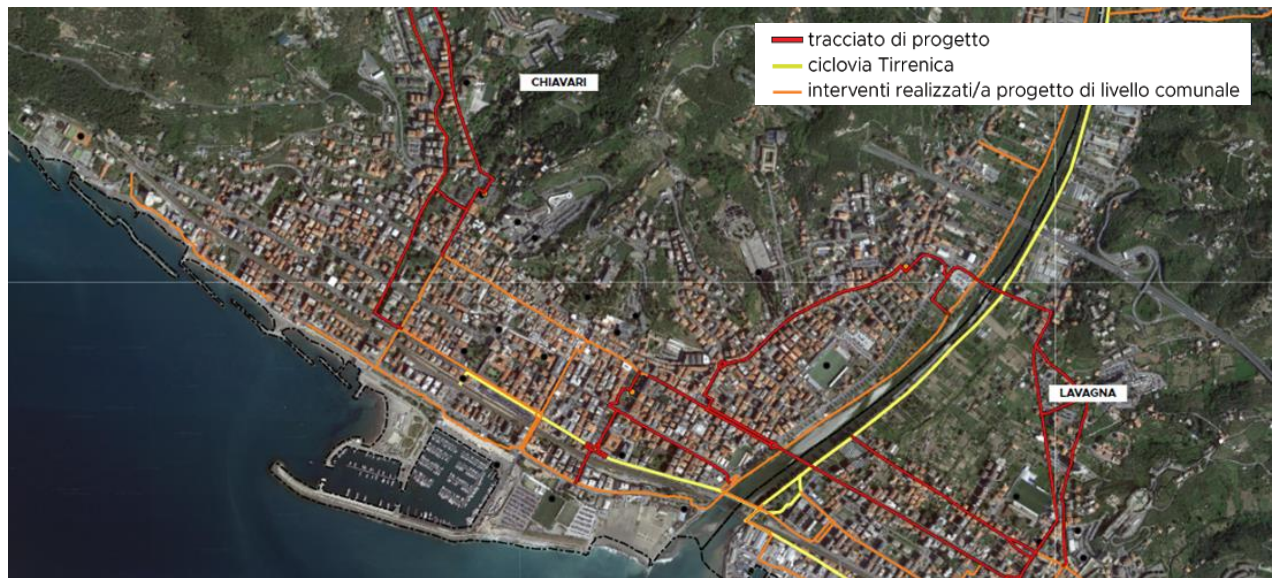 tracciato di progetto
ciclovia Tirrenica
interventi realizzati/a progetto di livello comunale
CHIAVARI
LAVAGNA